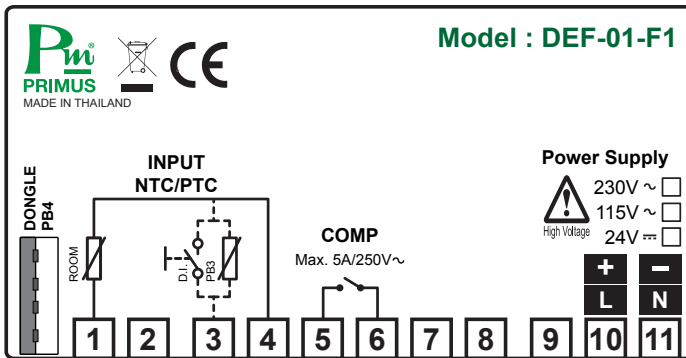 Pm®
PRIMUS
MADE IN THAILAND
CE
Model : DEF-01-F1
INPUT
NTC/PTC
DONGLE
PB4
ROOM
D.I.
PB3
COMP
Max. 5A/250V~
Power Supply
High Voltage
230V ~
115V ~
24V ⎓
+ −
L N
1 2 3 4 5 6 7 8 9 10 11